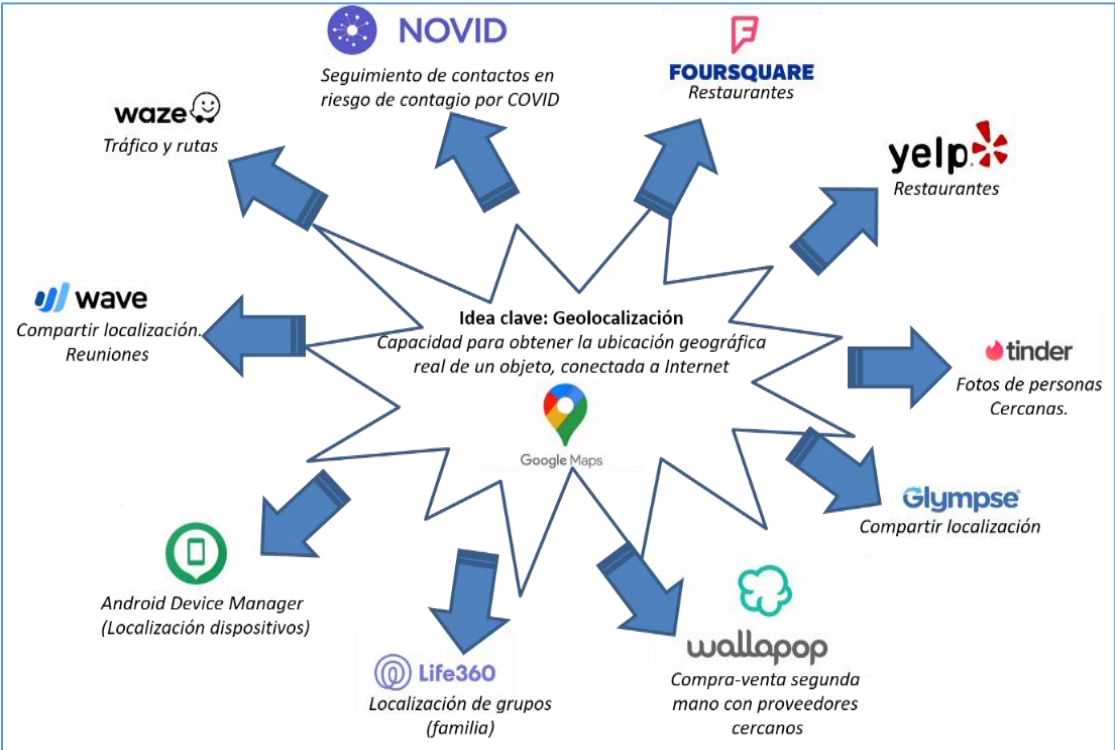 NOVID
Seguimiento de contactos en
riesgo de contagio por COVID
FOURSQUARE
Restaurantes
waze
Tráfico y rutas
yelp
Restaurantes
wave
Compartir localización.
Reuniones
Idea clave: Geolocalización
Capacidad para obtener la ubicación geográfica
real de un objeto, conectada a Internet
Google Maps
tinder
Fotos de personas
Cercanas.
Glympse
Compartir localización
Android Device Manager
(Localización dispositivos)
Life360
Localización de grupos
(familia)
wallapop
Compra-venta segunda
mano con proveedores
cercanos